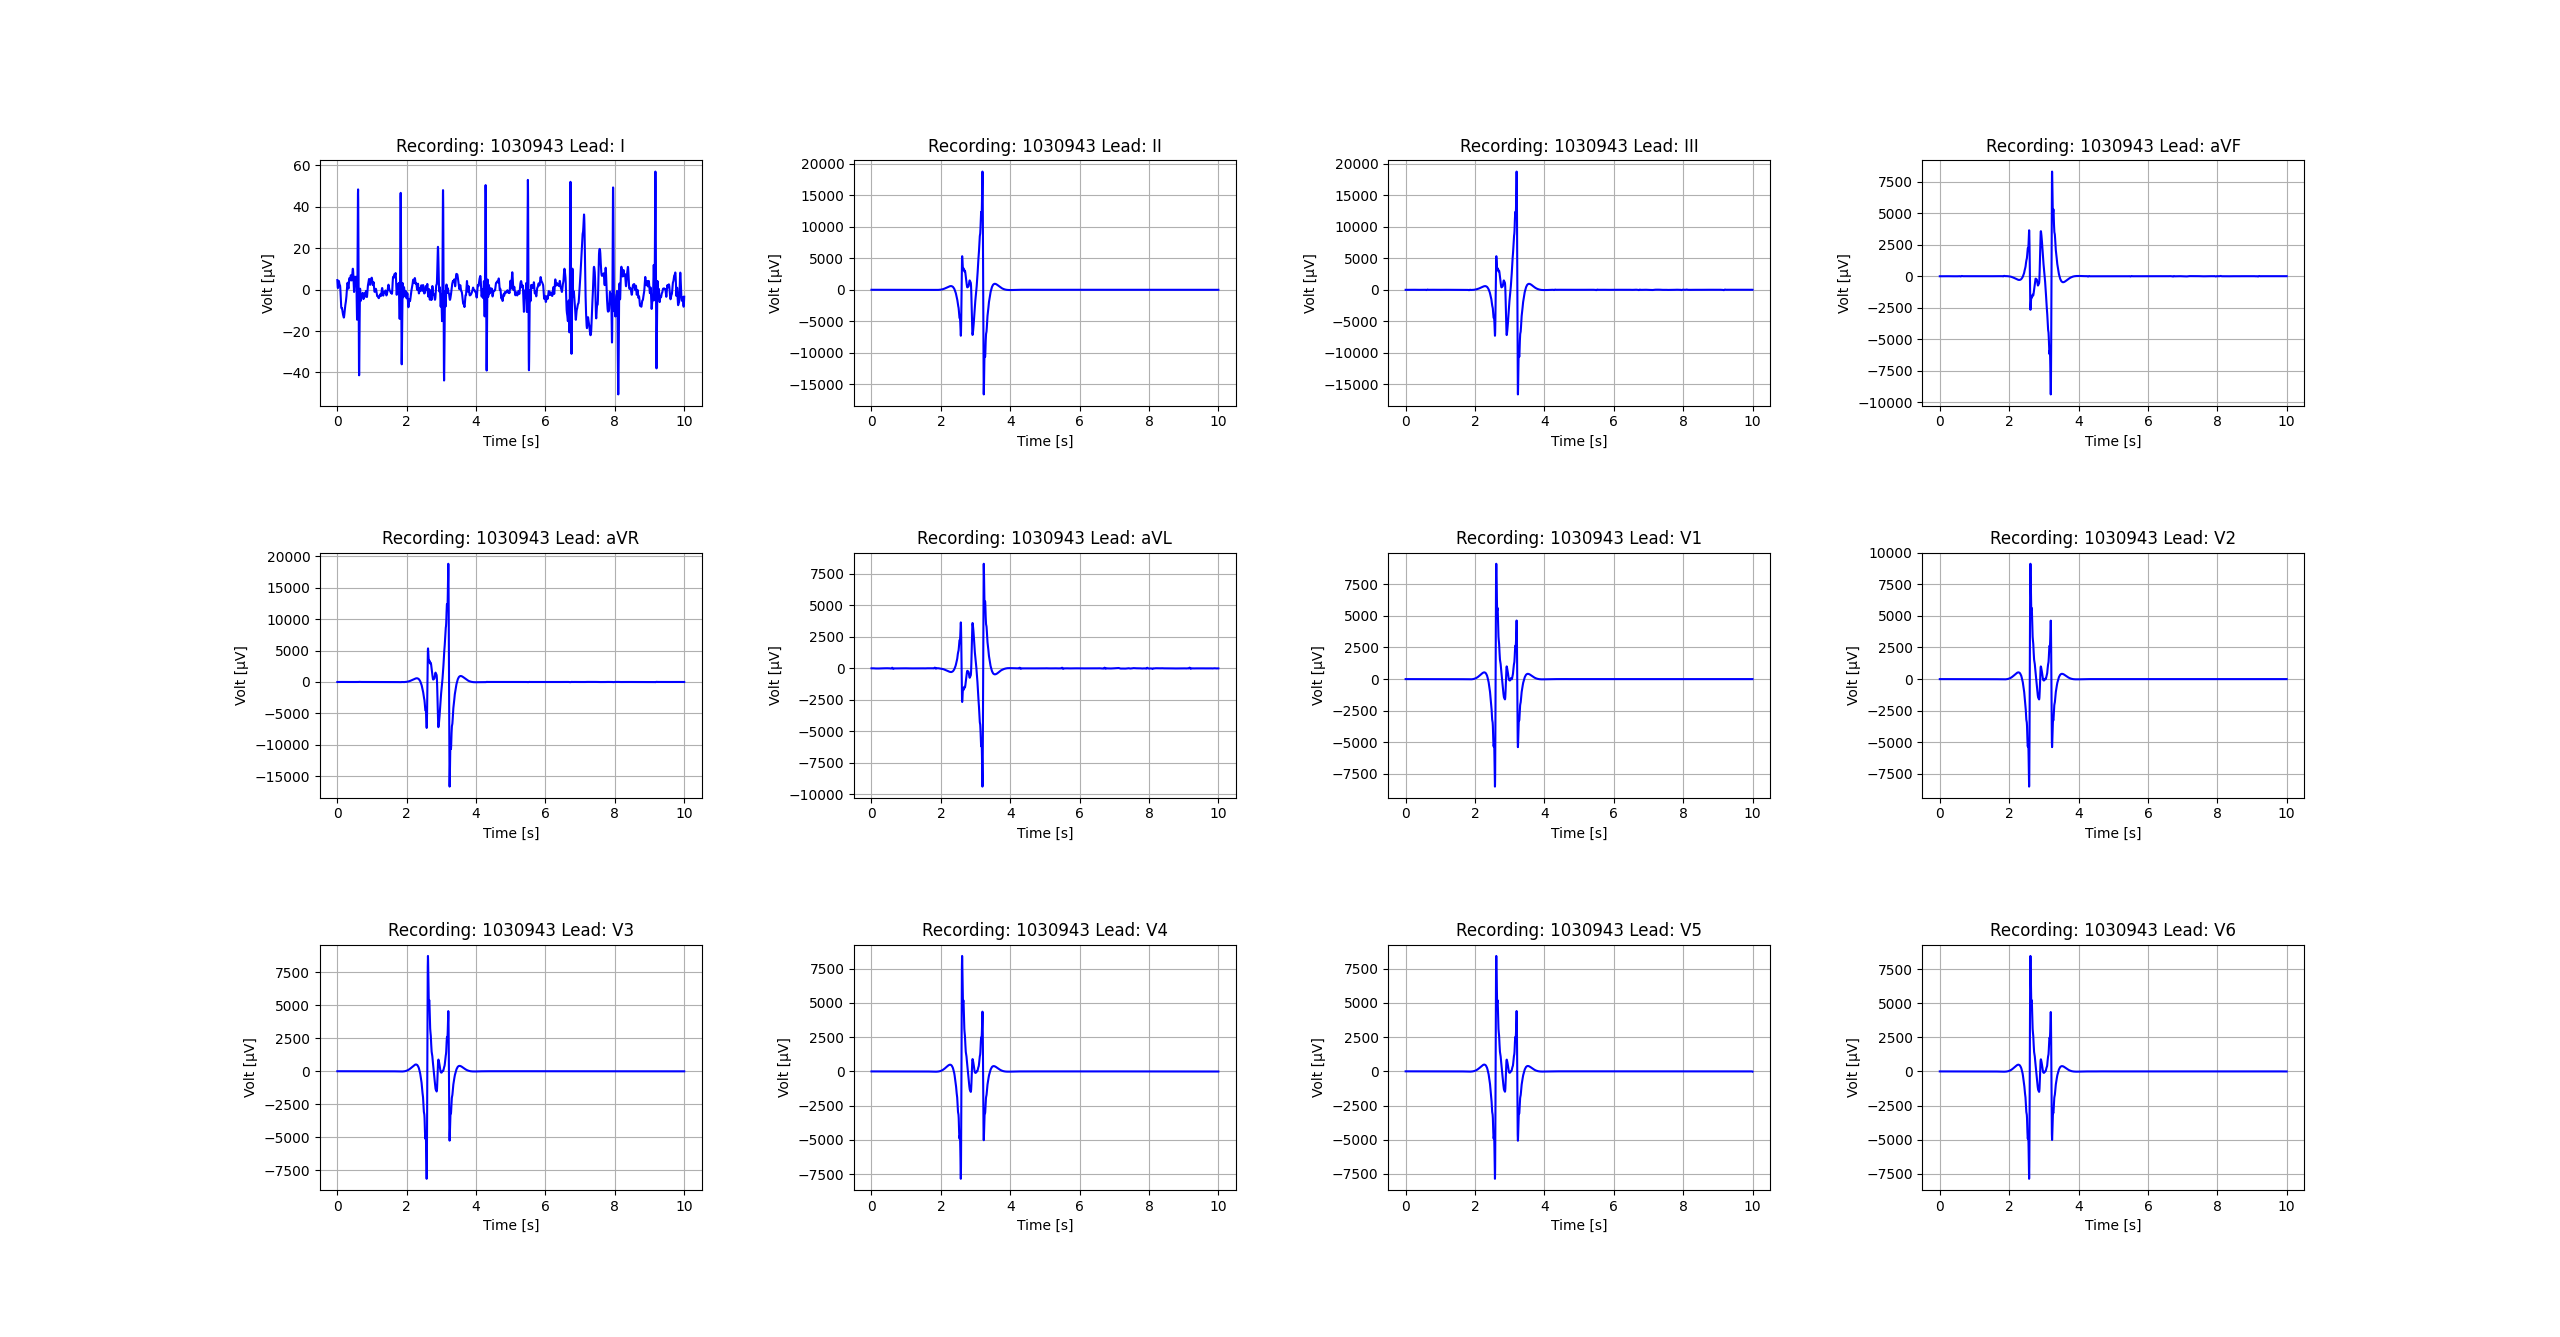 Recording: 1030943 Lead: I
60
40
20
0
−20
−40
Volt [µV]
0 2 4 6 8 10
Time [s]
Recording: 1030943 Lead: II
20000
15000
10000
5000
0
−5000
−10000
−15000
Volt [µV]
0 2 4 6 8 10
Time [s]
Recording: 1030943 Lead: III
20000
15000
10000
5000
0
−5000
−10000
−15000
Volt [µV]
0 2 4 6 8 10
Time [s]
Recording: 1030943 Lead: aVF
7500
5000
2500
0
−2500
−5000
−7500
−10000
Volt [µV]
0 2 4 6 8 10
Time [s]
Recording: 1030943 Lead: aVR
20000
15000
10000
5000
0
−5000
−10000
−15000
Volt [µV]
0 2 4 6 8 10
Time [s]
Recording: 1030943 Lead: aVL
7500
5000
2500
0
−2500
−5000
−7500
−10000
Volt [µV]
0 2 4 6 8 10
Time [s]
Recording: 1030943 Lead: V1
7500
5000
2500
0
−2500
−5000
−7500
Volt [µV]
0 2 4 6 8 10
Time [s]
Recording: 1030943 Lead: V2
10000
7500
5000
2500
0
−2500
−5000
−7500
Volt [µV]
0 2 4 6 8 10
Time [s]
Recording: 1030943 Lead: V3
7500
5000
2500
0
−2500
−5000
−7500
Volt [µV]
0 2 4 6 8 10
Time [s]
Recording: 1030943 Lead: V4
7500
5000
2500
0
−2500
−5000
−7500
Volt [µV]
0 2 4 6 8 10
Time [s]
Recording: 1030943 Lead: V5
7500
5000
2500
0
−2500
−5000
−7500
Volt [µV]
0 2 4 6 8 10
Time [s]
Recording: 1030943 Lead: V6
7500
5000
2500
0
−2500
−5000
−7500
Volt [µV]
0 2 4 6 8 10
Time [s]